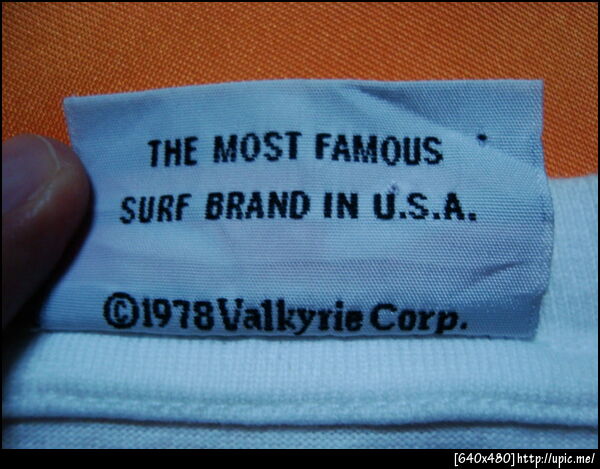 THE MOST FAMOUS
SURF BRAND IN U.S.A.
©1978 Valkyrie Corp.
[640x480] http://upic.me/